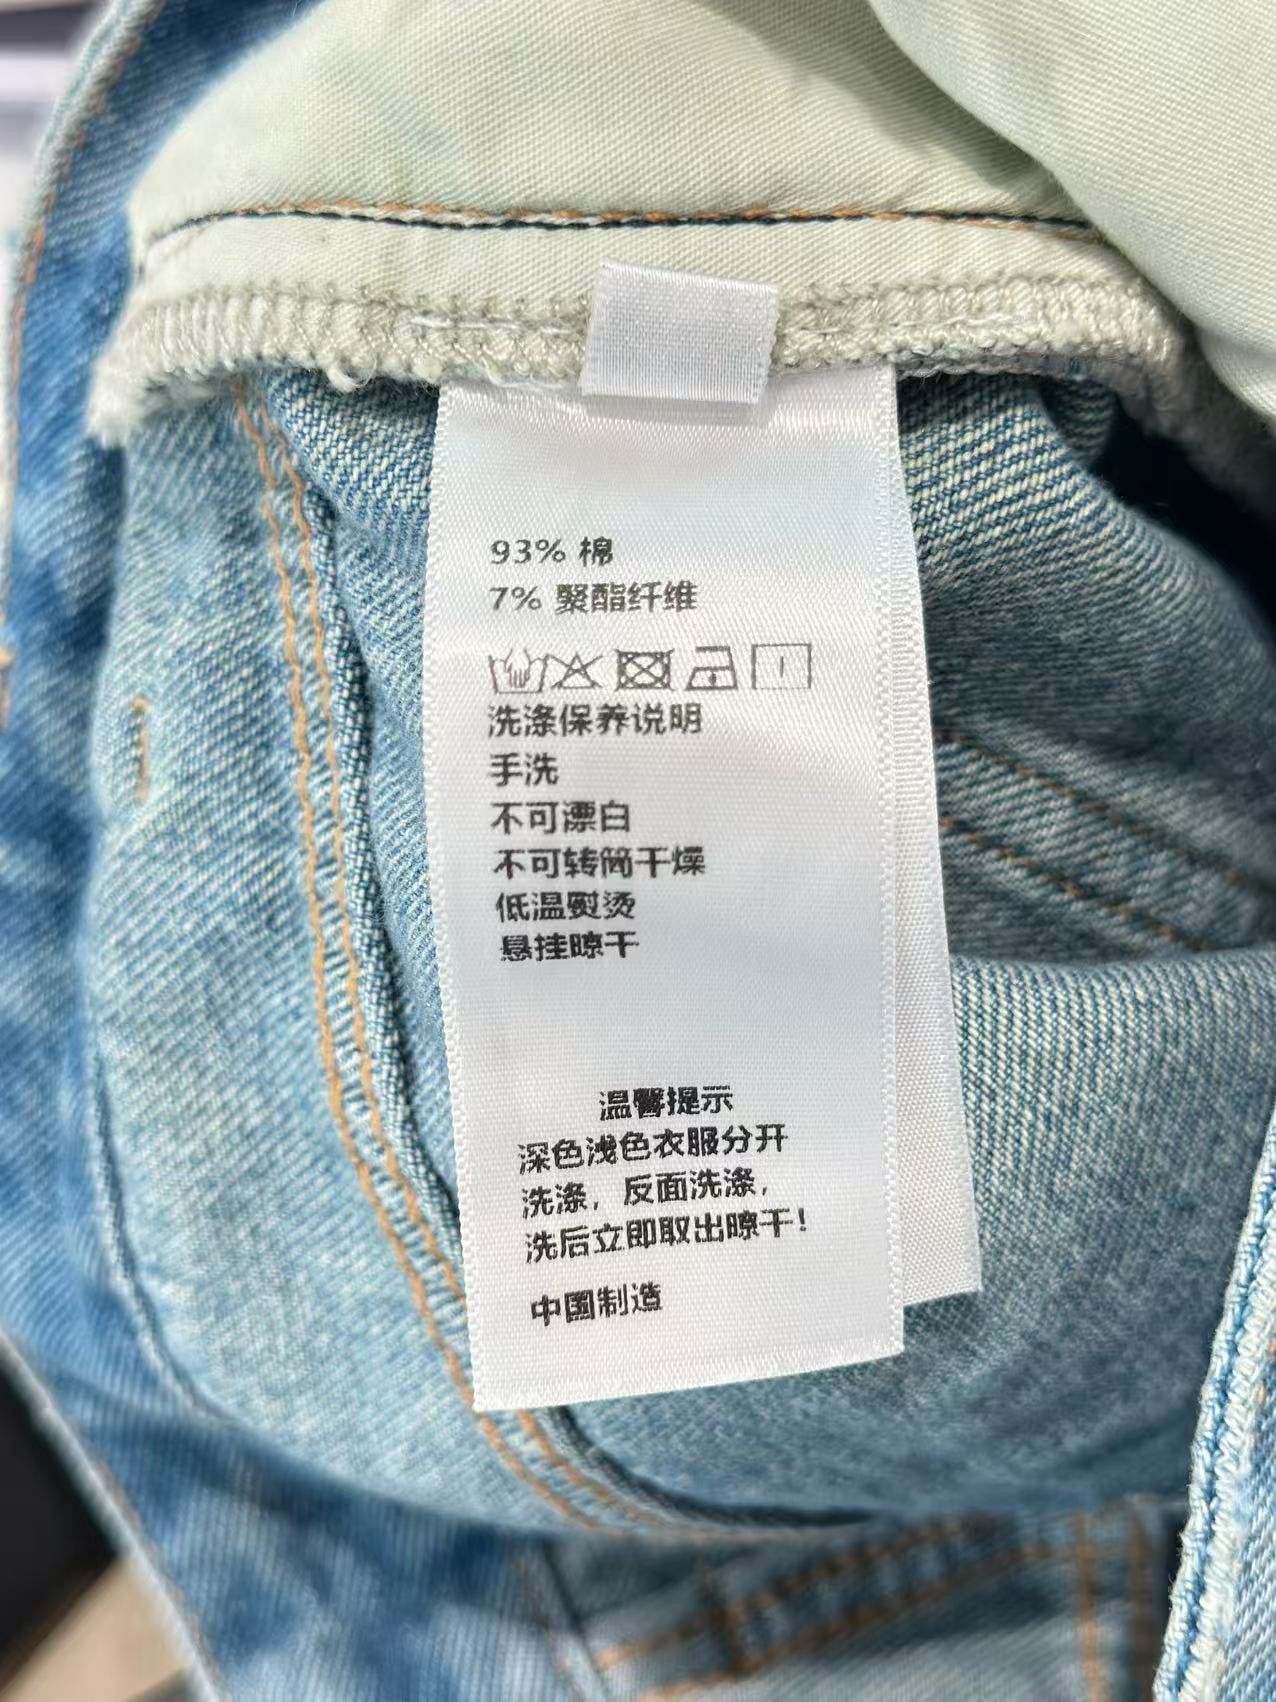 93% 棉
7% 聚酯纤维
洗涤保养说明
手洗
不可漂白
不可转筒干燥
低温熨烫
悬挂晾干
温馨提示
深色浅色衣服分开
洗涤，反面洗涤，
洗后立即取出晾干！
中国制造